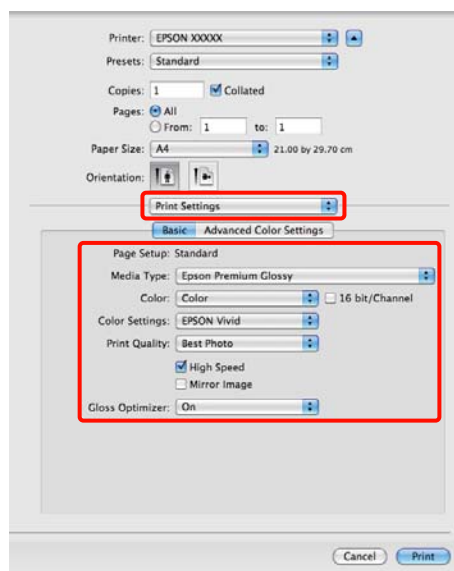 Printer: EPSON XXXXX
Presets: Standard
Copies: 1 Collated
Pages: All
From: 1 to: 1
Paper Size: A4 21.00 by 29.70 cm
Orientation:
Print Settings
Basic Advanced Color Settings
Page Setup: Standard
Media Type: Epson Premium Glossy
Color: Color 16 bit/Channel
Color Settings: EPSON Vivid
Print Quality: Best Photo
High Speed
Mirror Image
Gloss Optimizer: On
Cancel Print